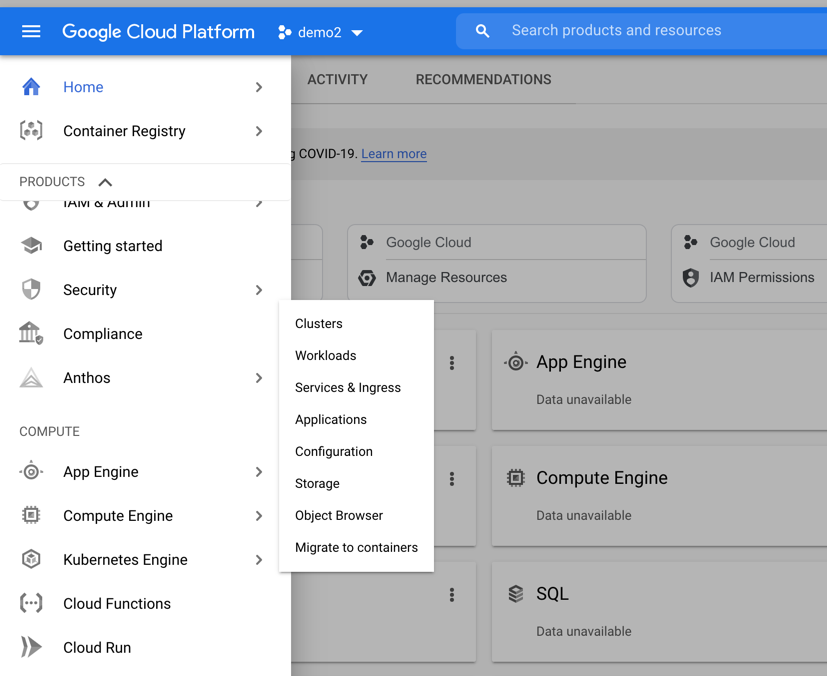 Google Cloud Platform
demo2
Search products and resources
Home
Container Registry
PRODUCTS
IAM & Admin
Getting started
Security
Compliance
Anthos
COMPUTE
App Engine
Compute Engine
Kubernetes Engine
Cloud Functions
Cloud Run
Clusters
Workloads
Services & Ingress
Applications
Configuration
Storage
Object Browser
Migrate to containers
ACTIVITY
RECOMMENDATIONS
COVID-19. Learn more
Google Cloud
Manage Resources
Google Cloud
IAM Permissions
App Engine
Data unavailable
Compute Engine
Data unavailable
SQL
Data unavailable